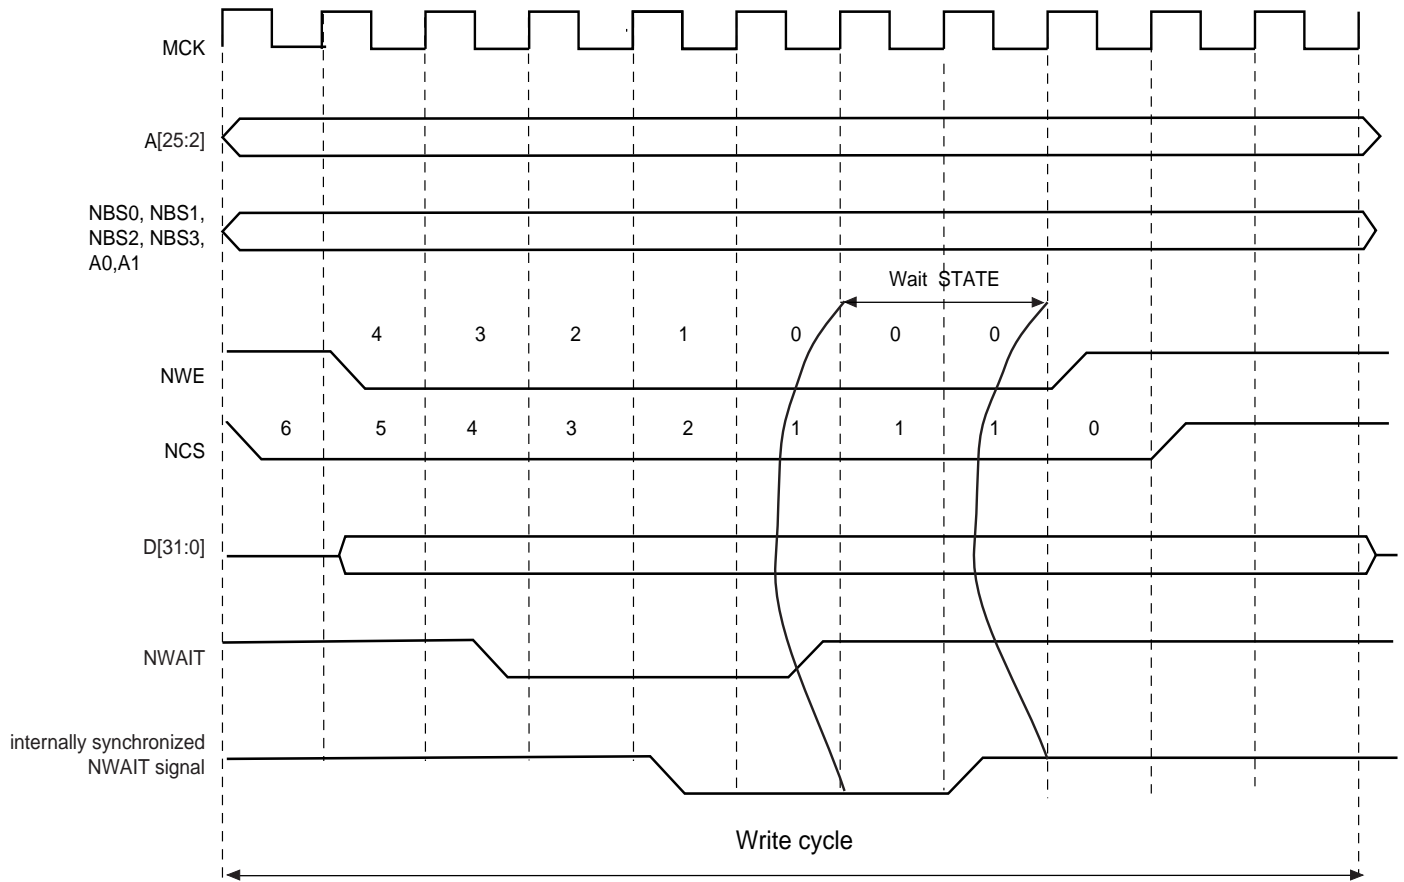 MCK
A[25:2]
NBS0, NBS1,
NBS2, NBS3,
A0,A1
Wait STATE
4 3 2 1 0 0 0
NWE
6 5 4 3 2 1 1 1 0
NCS
D[31:0]
NWAIT
internally synchronized
NWAIT signal
Write cycle